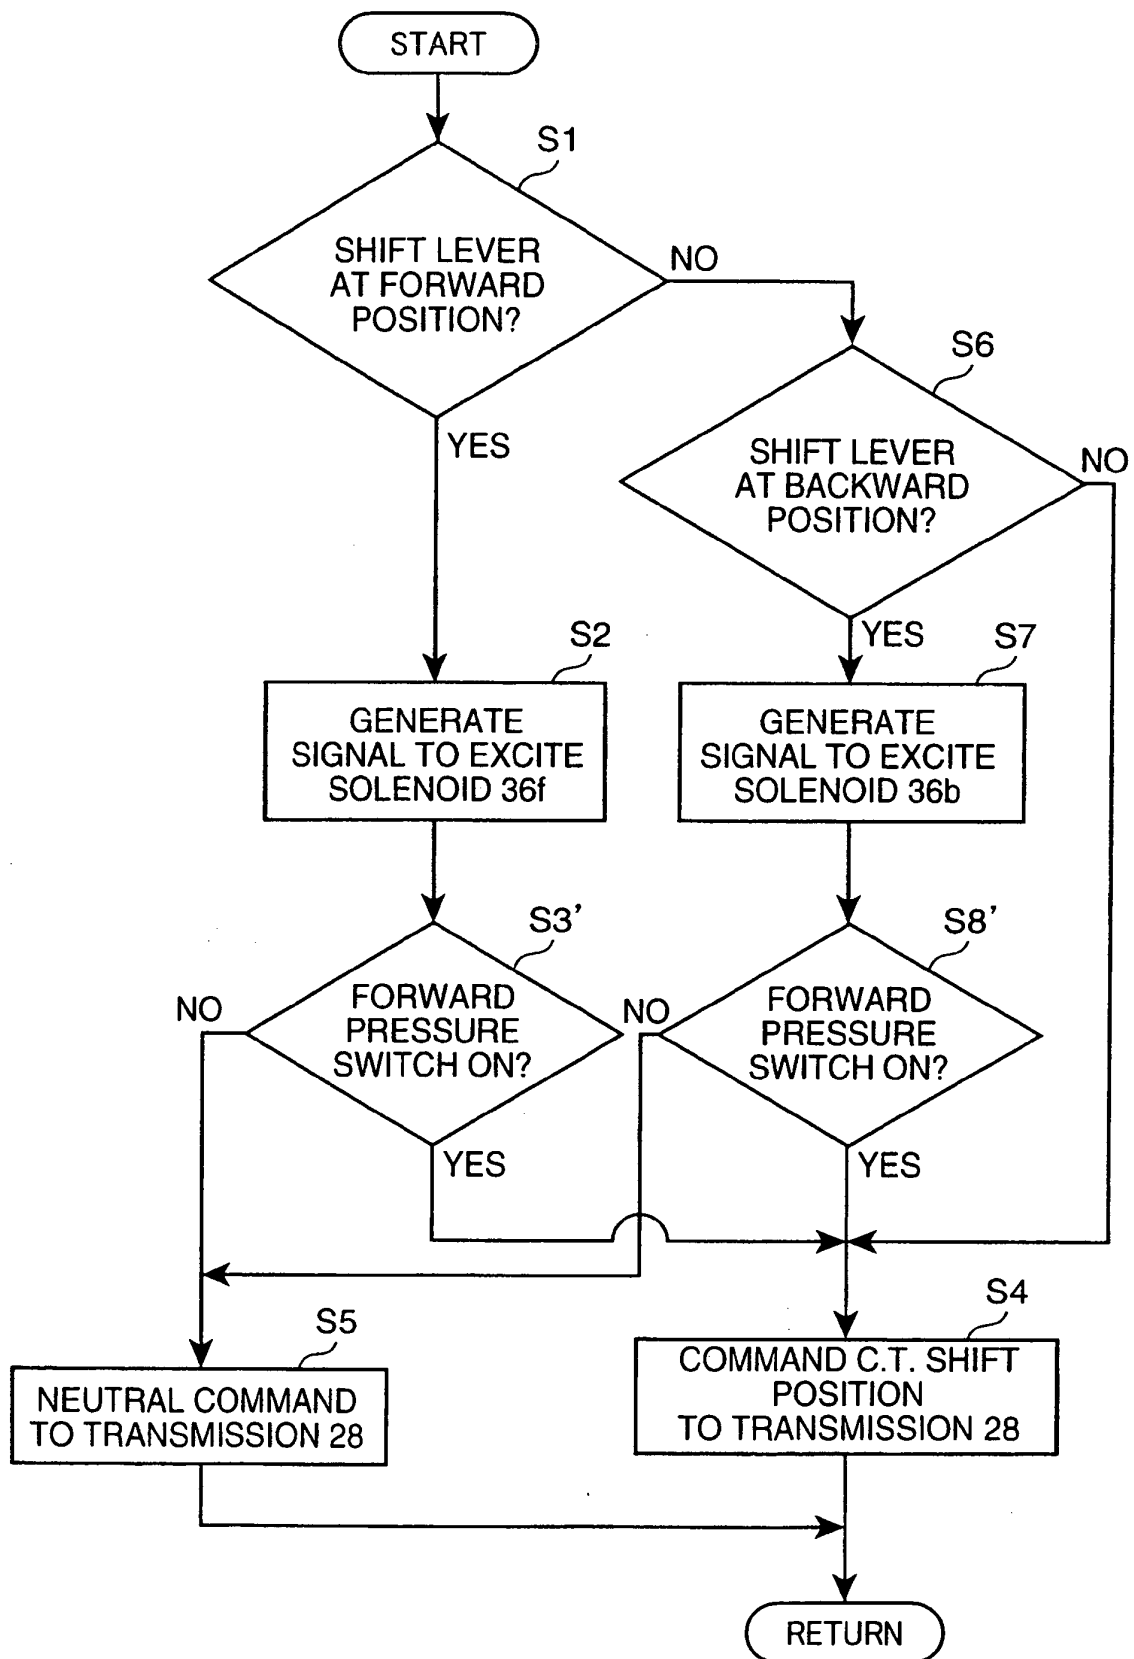 START
S1
SHIFT LEVER
AT FORWARD
POSITION?
NO
YES
S6
SHIFT LEVER
AT BACKWARD
POSITION?
NO
YES
S2
GENERATE
SIGNAL TO EXCITE
SOLENOID 36f
S7
GENERATE
SIGNAL TO EXCITE
SOLENOID 36b
S3'
FORWARD
PRESSURE
SWITCH ON?
NO
YES
S8'
FORWARD
PRESSURE
SWITCH ON?
NO
YES
S5
NEUTRAL COMMAND
TO TRANSMISSION 28
S4
COMMAND C.T. SHIFT
POSITION
TO TRANSMISSION 28
RETURN